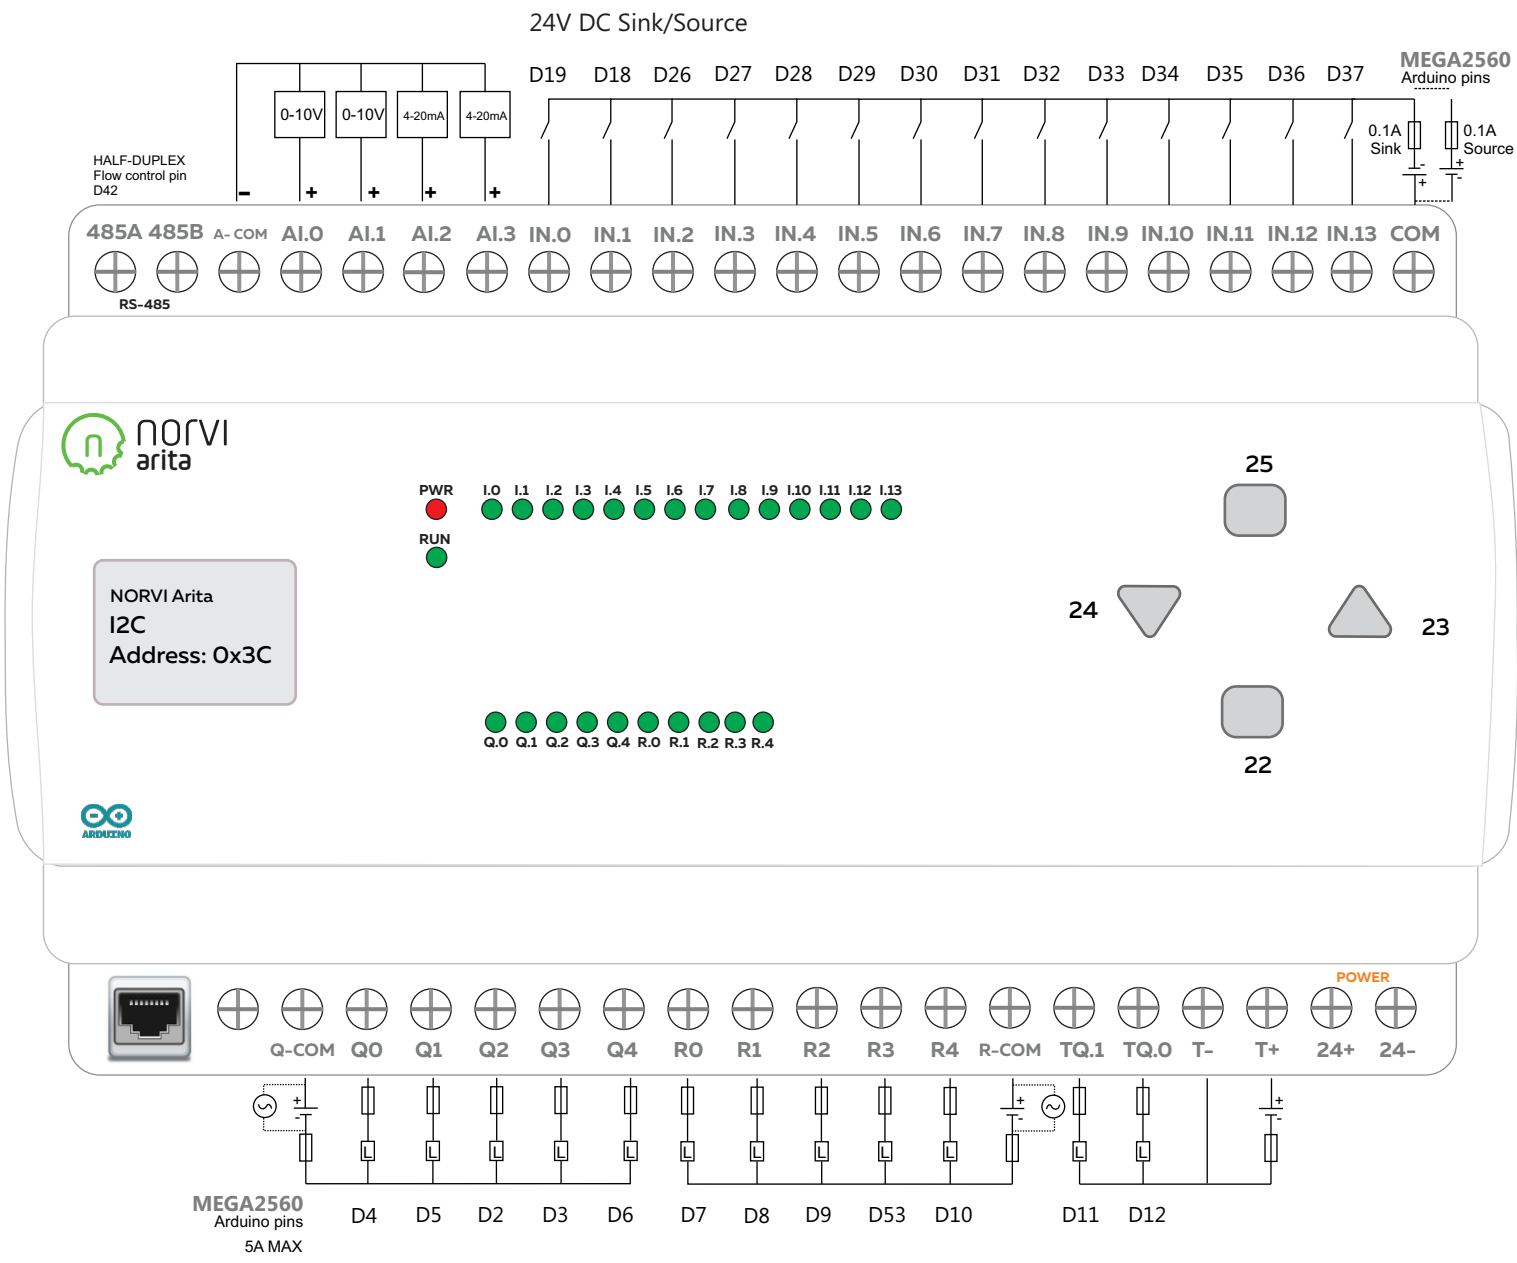 24V DC Sink/Source
D19 D18 D26 D27 D28 D29 D30 D31 D32 D33 D34 D35 D36 D37
MEGA2560
Arduino pins
0-10V 0-10V 4-20mA 4-20mA
0.1A
Sink
0.1A
Source
- +
+ -
HALF-DUPLEX
Flow control pin
D42
- + + + +
485A 485B A- COM AI.0 AI.1 AI.2 AI.3 IN.0 IN.1 IN.2 IN.3 IN.4 IN.5 IN.6 IN.7 IN.8 IN.9 IN.10 IN.11 IN.12 IN.13 COM
RS-485
n norvi
arita
PWR I.0 I.1 I.2 I.3 I.4 I.5 I.6 I.7 I.8 I.9 I.10 I.11 I.12 I.13
RUN
25
24
23
22
NORVI Arita
I2C
Address: 0x3C
Q.0 Q.1 Q.2 Q.3 Q.4 R.0 R.1 R.2 R.3 R.4
ARDUINO
POWER
Q-COM Q0 Q1 Q2 Q3 Q4 R0 R1 R2 R3 R4 R-COM TQ.1 TQ.0 T- T+ 24+ 24-
+ - + - + -
L L L L L L L L L L L L
MEGA2560
Arduino pins
5A MAX
D4 D5 D2 D3 D6 D7 D8 D9 D53 D10 D11 D12